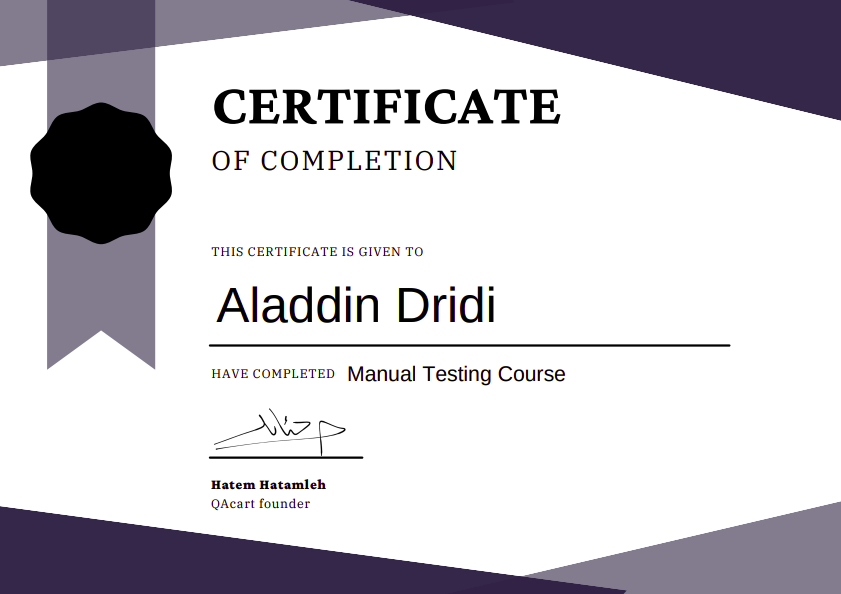 CERTIFICATE
OF COMPLETION
THIS CERTIFICATE IS GIVEN TO
Aladdin Dridi
HAVE COMPLETED Manual Testing Course
Hatem Hatamleh
QAcart founder